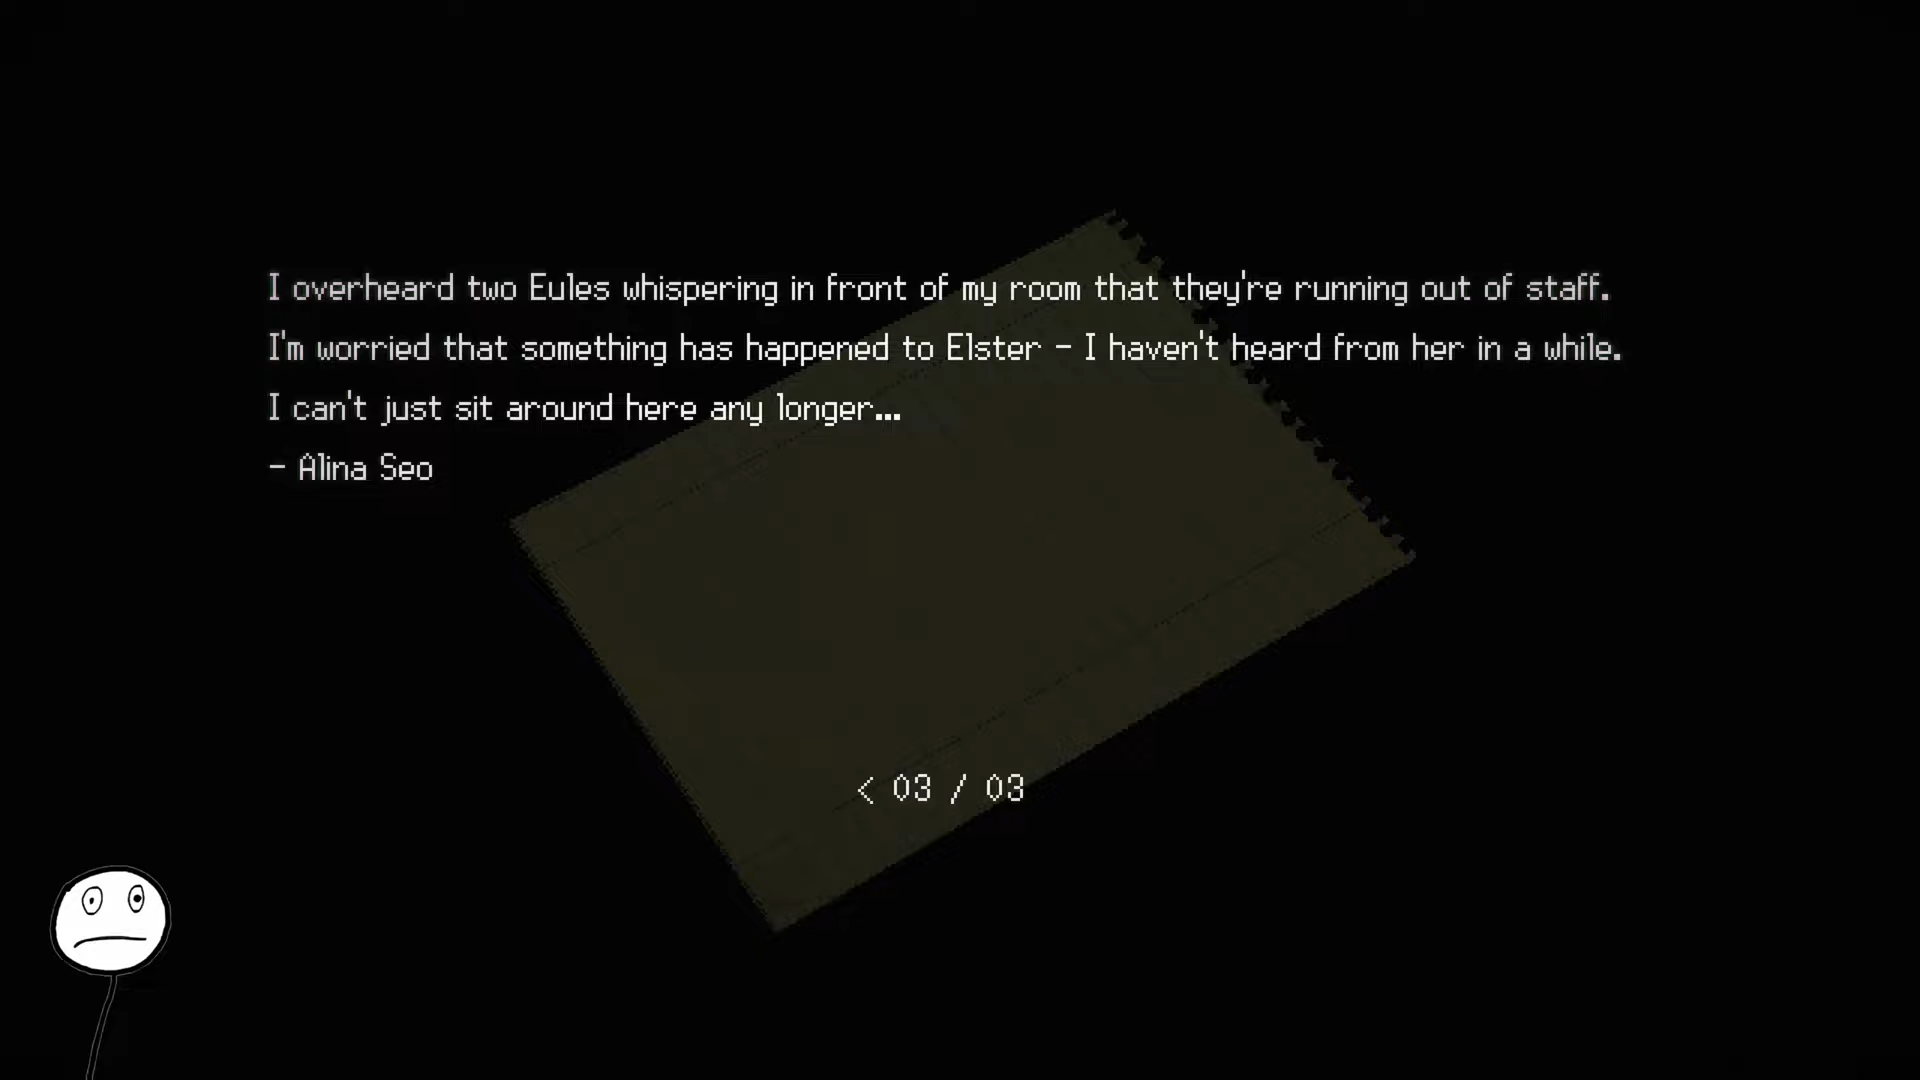 I overheard two Eules whispering in front of my room that they're running out of staff.
I'm worried that something has happened to Elster - I haven't heard from her in a while.
I can't just sit around here any longer...
- Alina Seo
< 03 / 03